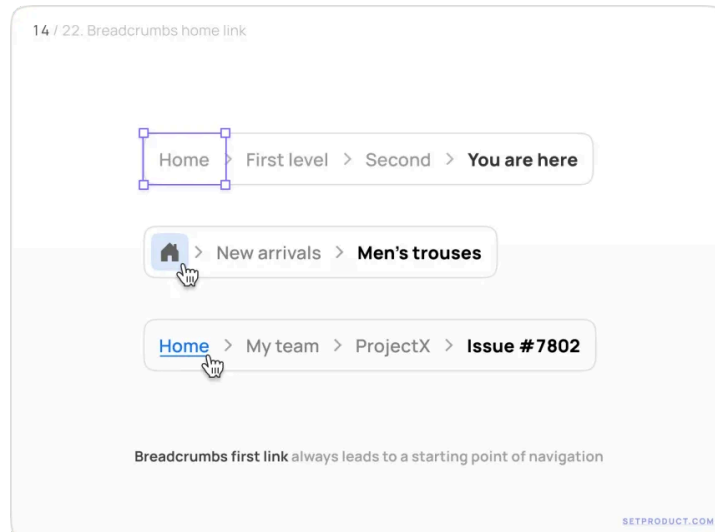 14 / 22. Breadcrumbs home link
Home > First level > Second > You are here
> New arrivals > Men's trouses
Home > My team > ProjectX > Issue #7802
Breadcrumbs first link always leads to a starting point of navigation
SETPRODUCT.COM